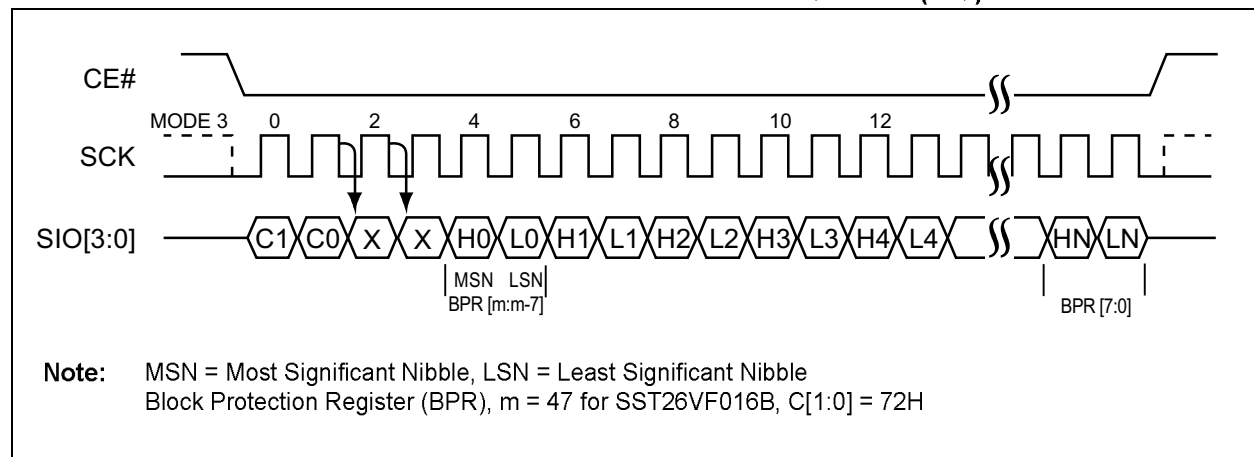 CE#
MODE 3 0 2 4 6 8 10 12
SCK
SIO[3:0] C1 C0 X X H0 L0 H1 L1 H2 L2 H3 L3 H4 L4 HN LN
MSN LSN
BPR [m:m-7] BPR [7:0]
Note: MSN = Most Significant Nibble, LSN = Least Significant Nibble
Block Protection Register (BPR), m = 47 for SST26VF016B, C[1:0] = 72H